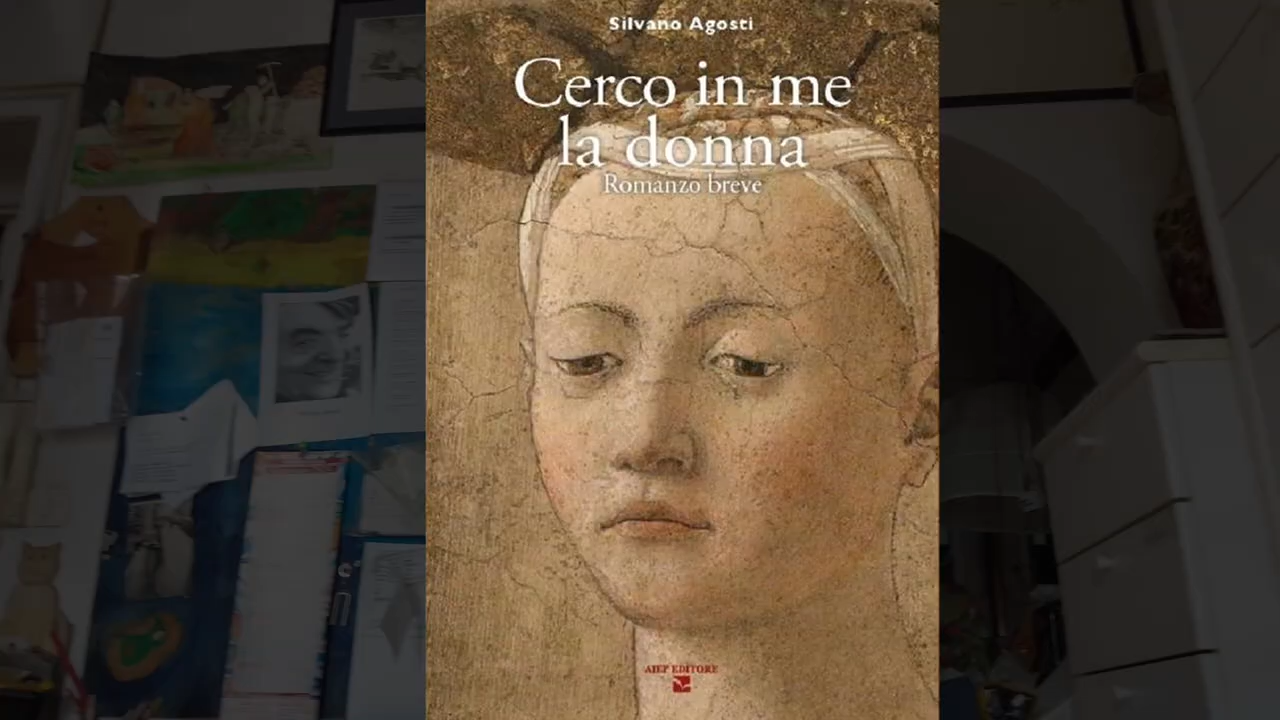 Silvano Agosti
Cerco in me
la donna
Romanzo breve
AIEP EDITORE